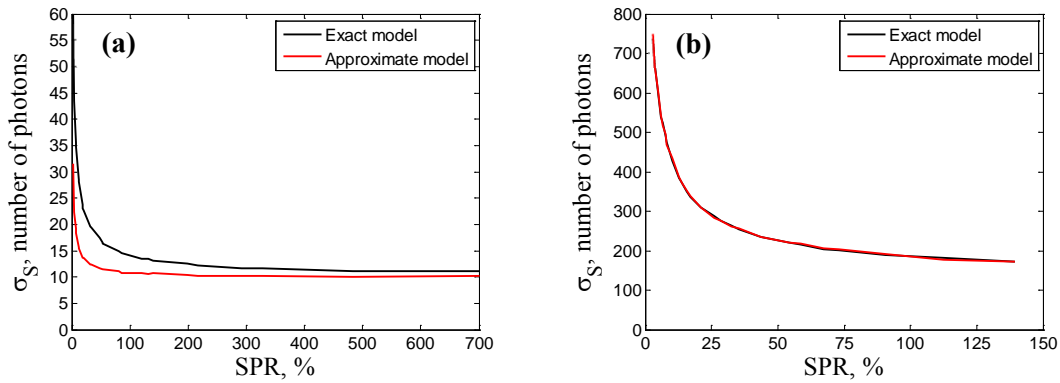 (a)
Exact model
Approximate model
60
55
50
45
40
35
30
25
20
15
10
5
0
σS, number of photons
0 100 200 300 400 500 600 700
SPR, %
(b)
Exact model
Approximate model
800
700
600
500
400
300
200
100
0
σS, number of photons
0 25 50 75 100 125 150
SPR, %